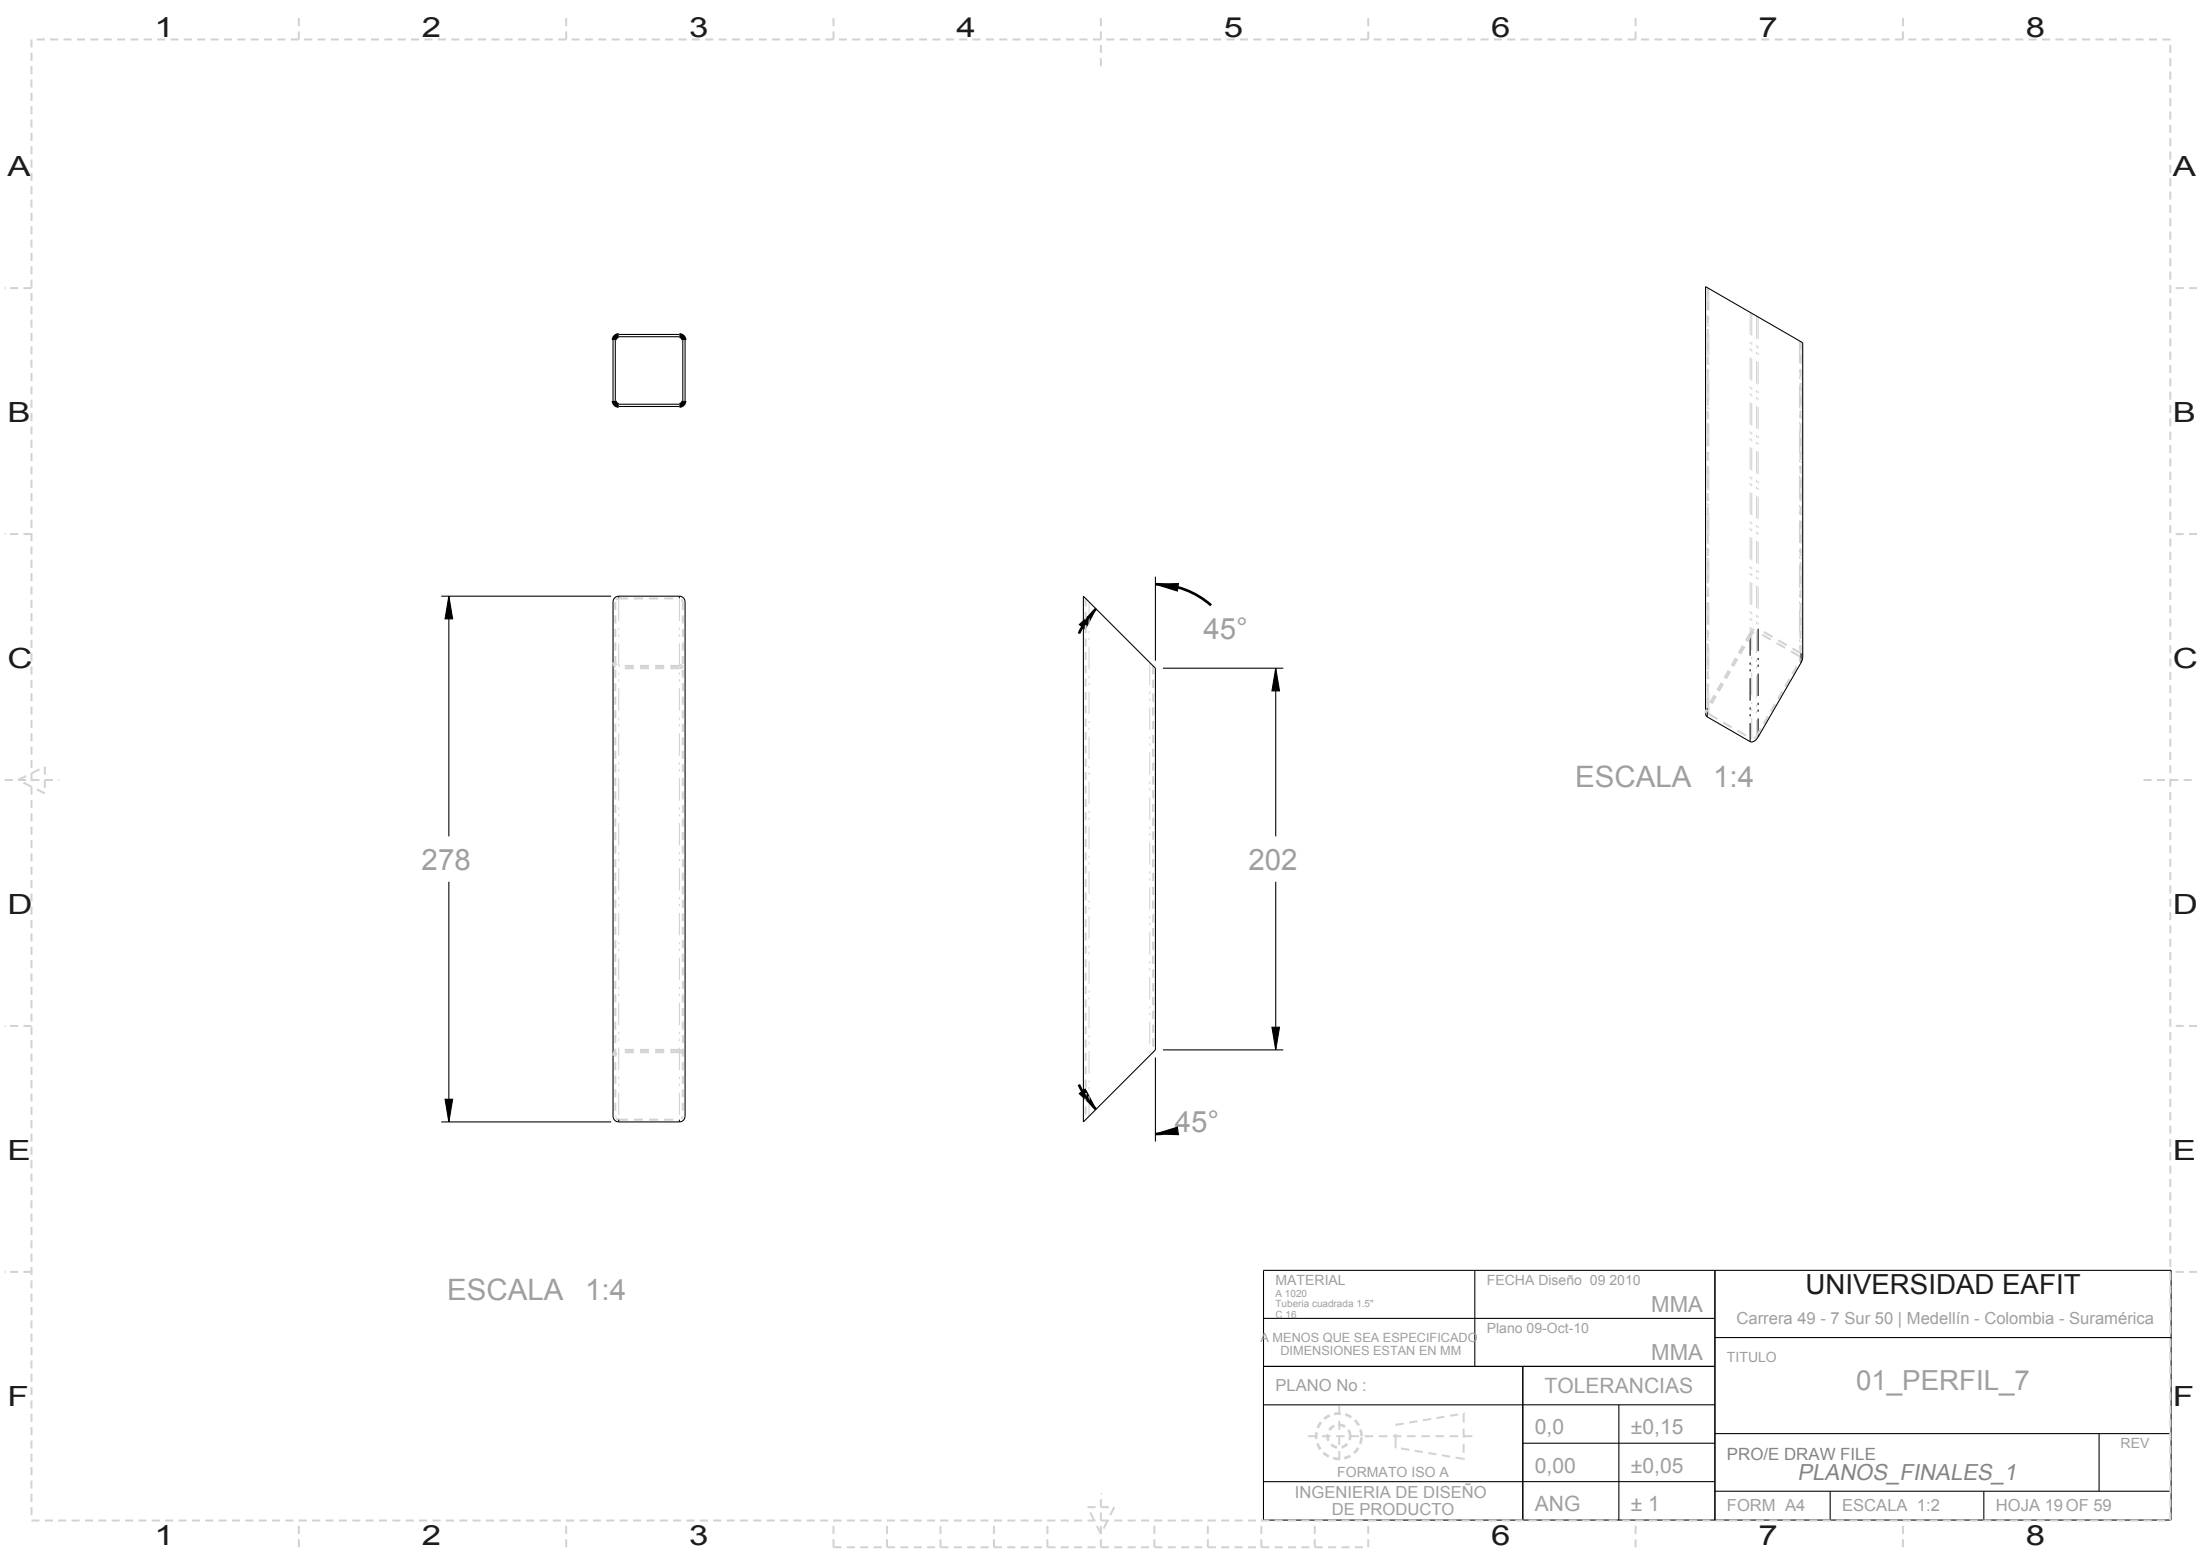 1 2 3 4 5 6 7 8
A A
B B
C C
D D
E E
F F
45°
278
202
45°
ESCALA 1:4
ESCALA 1:4
MATERIAL
A 1020
Tuberia cuadrada 1.5"
C 16
FECHA Diseño 09 2010
MMA
A MENOS QUE SEA ESPECIFICADO
DIMENSIONES ESTAN EN MM
Plano 09-Oct-10
MMA
PLANO No :
TOLERANCIAS
0,0 ±0,15
0,00 ±0,05
ANG ± 1
FORMATO ISO A
INGENIERIA DE DISEÑO
DE PRODUCTO
UNIVERSIDAD EAFIT
Carrera 49 - 7 Sur 50 | Medellín - Colombia - Suramérica
TITULO
01_PERFIL_7
PRO/E DRAW FILE
PLANOS_FINALES_1
REV
FORM A4
ESCALA 1:2
HOJA 19 OF 59
1 2 3 6 7 8